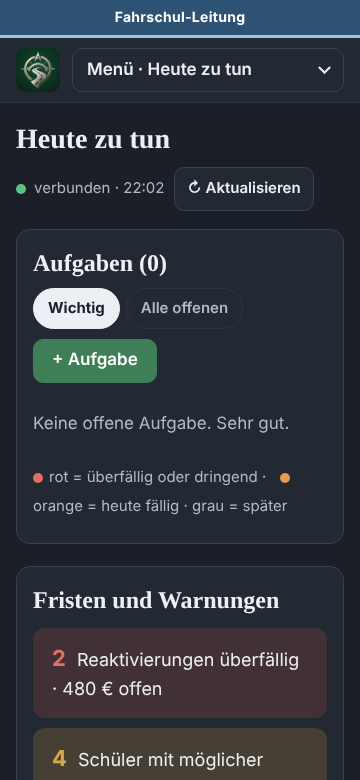 Fahrschul-Leitung
Menü · Heute zu tun
Heute zu tun
verbunden · 22:02
↻ Aktualisieren
Aufgaben (0)
Wichtig
Alle offenen
+ Aufgabe
Keine offene Aufgabe. Sehr gut.
rot = überfällig oder dringend ·
orange = heute fällig · grau = später
Fristen und Warnungen
2 Reaktivierungen überfällig
· 480 € offen
4 Schüler mit möglicher